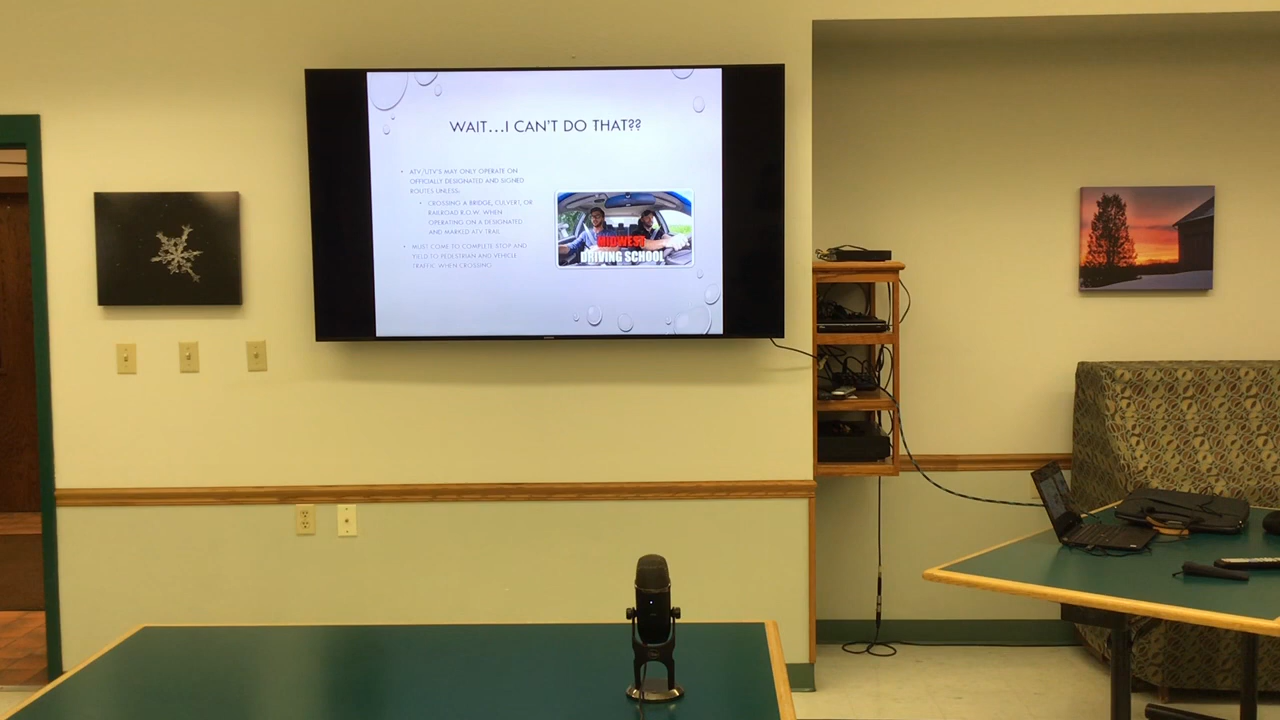 WAIT...I CAN'T DO THAT??
• ATV/UTV'S MAY ONLY OPERATE ON
OFFICIALLY DESIGNATED AND SIGNED
ROUTES UNLESS:
• CROSSING A BRIDGE, CULVERT, OR
RAILROAD R.O.W. WHEN
OPERATING ON A DESIGNATED
AND MARKED ATV TRAIL
• MUST COME TO COMPLETE STOP AND
YIELD TO PEDESTRIAN AND VEHICLE
TRAFFIC WHEN CROSSING
MIDWEST
DRIVING SCHOOL